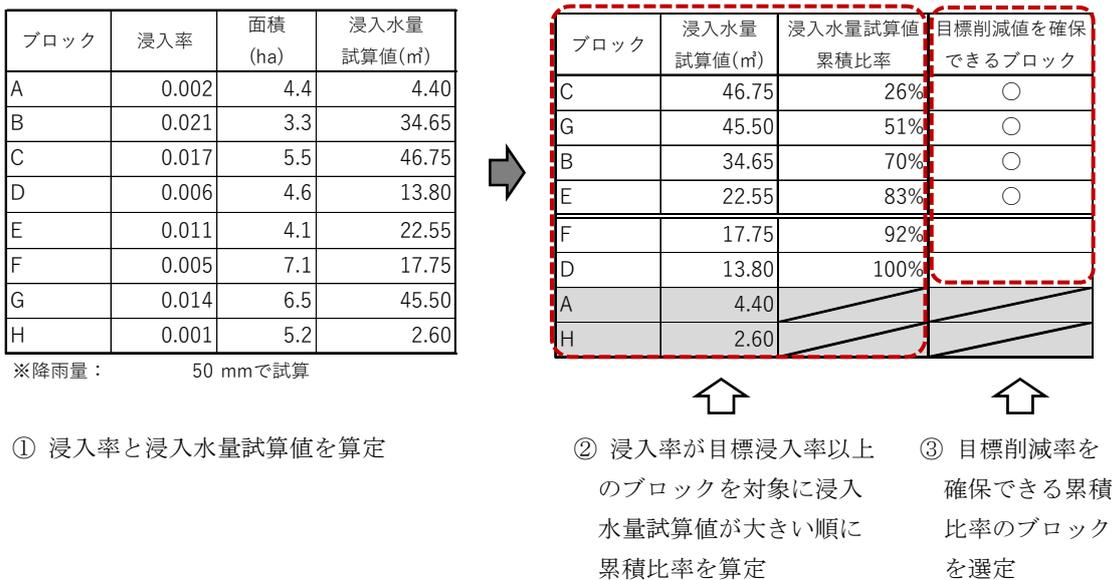 ブロック 浸入率 面積(ha) 浸入水量試算値(㎥)
A 0.002 4.4 4.40
B 0.021 3.3 34.65
C 0.017 5.5 46.75
D 0.006 4.6 13.80
E 0.011 4.1 22.55
F 0.005 7.1 17.75
G 0.014 6.5 45.50
H 0.001 5.2 2.60
※降雨量： 50 mmで試算
① 浸入率と浸入水量試算値を算定
ブロック 浸入水量試算値(㎥) 浸入水量試算値累積比率 目標削減値を確保できるブロック
C 46.75 26% ○
G 45.50 51% ○
B 34.65 70% ○
E 22.55 83% ○
F 17.75 92%
D 13.80 100%
A 4.40
H 2.60
② 浸入率が目標浸入率以上
のブロックを対象に浸入
水量試算値が大きい順に
累積比率を算定
③ 目標削減率を
確保できる累積
比率のブロック
を選定